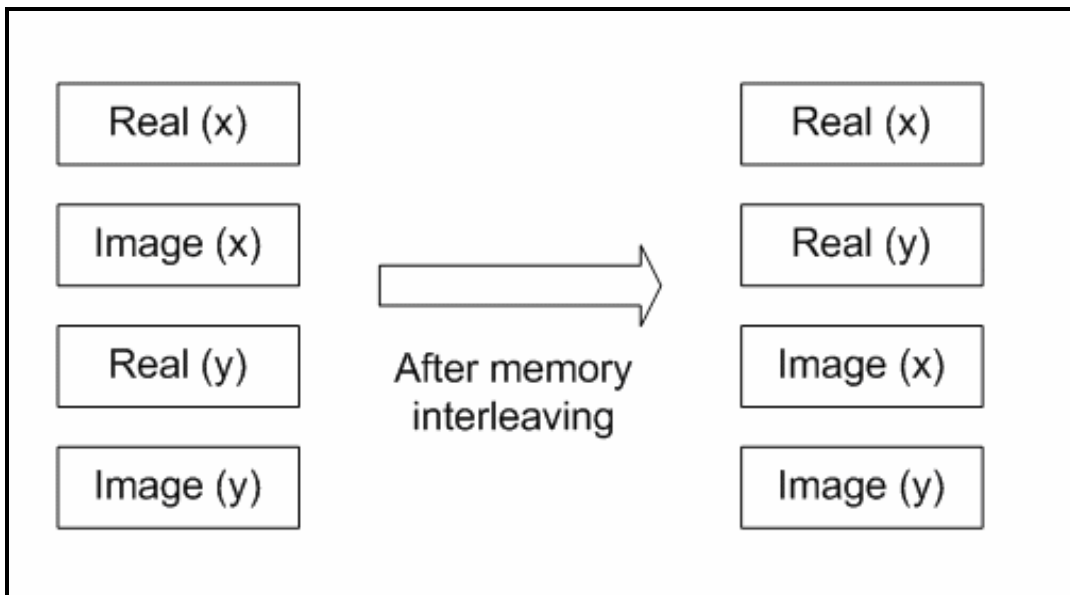 Real (x)
Image (x)
Real (y)
Image (y)
After memory
interleaving
Real (x)
Real (y)
Image (x)
Image (y)